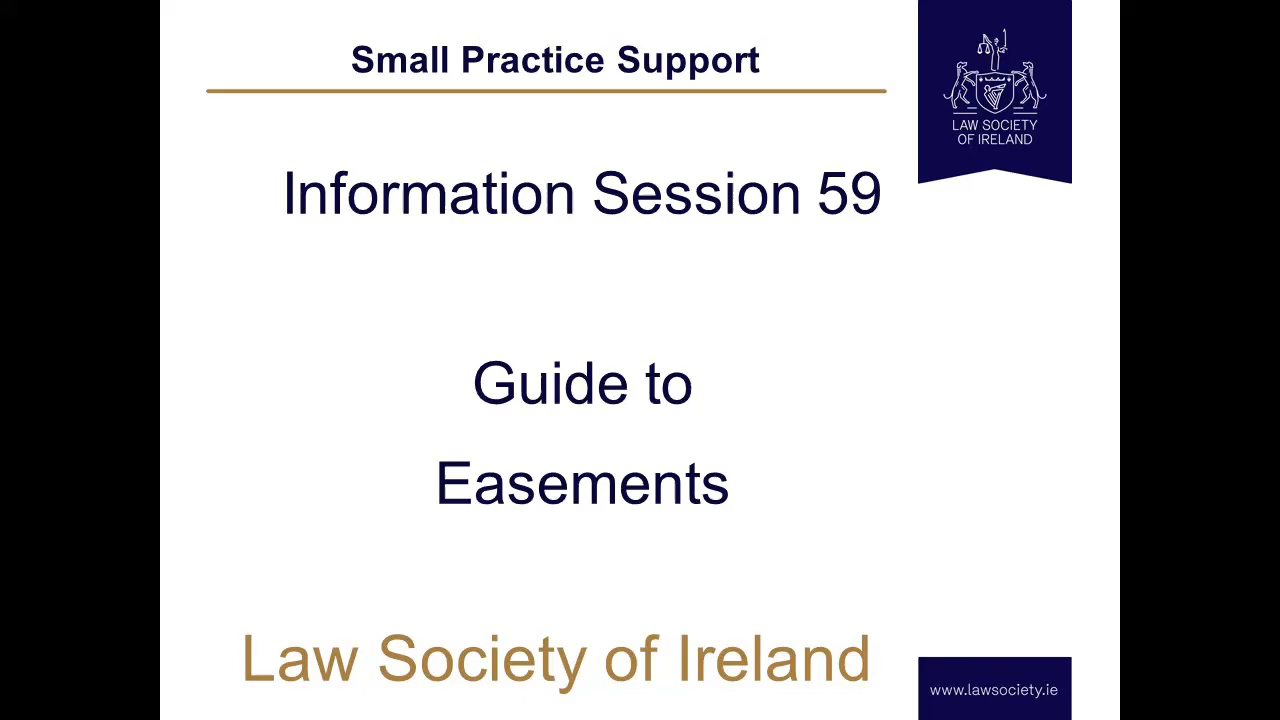 Small Practice Support
LAW SOCIETY
OF IRELAND
Information Session 59
Guide to
Easements
Law Society of Ireland
www.lawsociety.ie